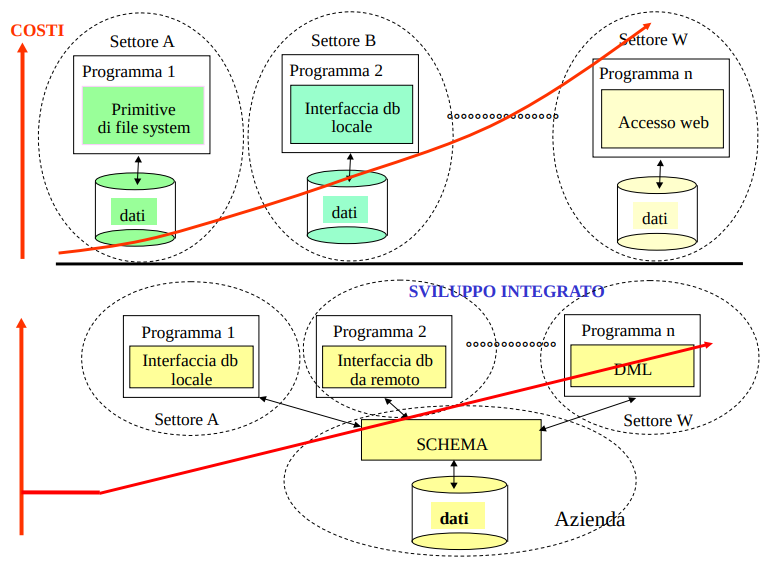 COSTI
Settore A
Settore B
Settore W
Programma 1
Programma 2
Programma n
Primitive
di file system
Interfaccia db
locale
Accesso web
dati
dati
dati
SVILUPPO INTEGRATO
Programma 1
Programma 2
Programma n
Interfaccia db
locale
Interfaccia db
da remoto
DML
Settore A
Settore W
SCHEMA
dati
Azienda